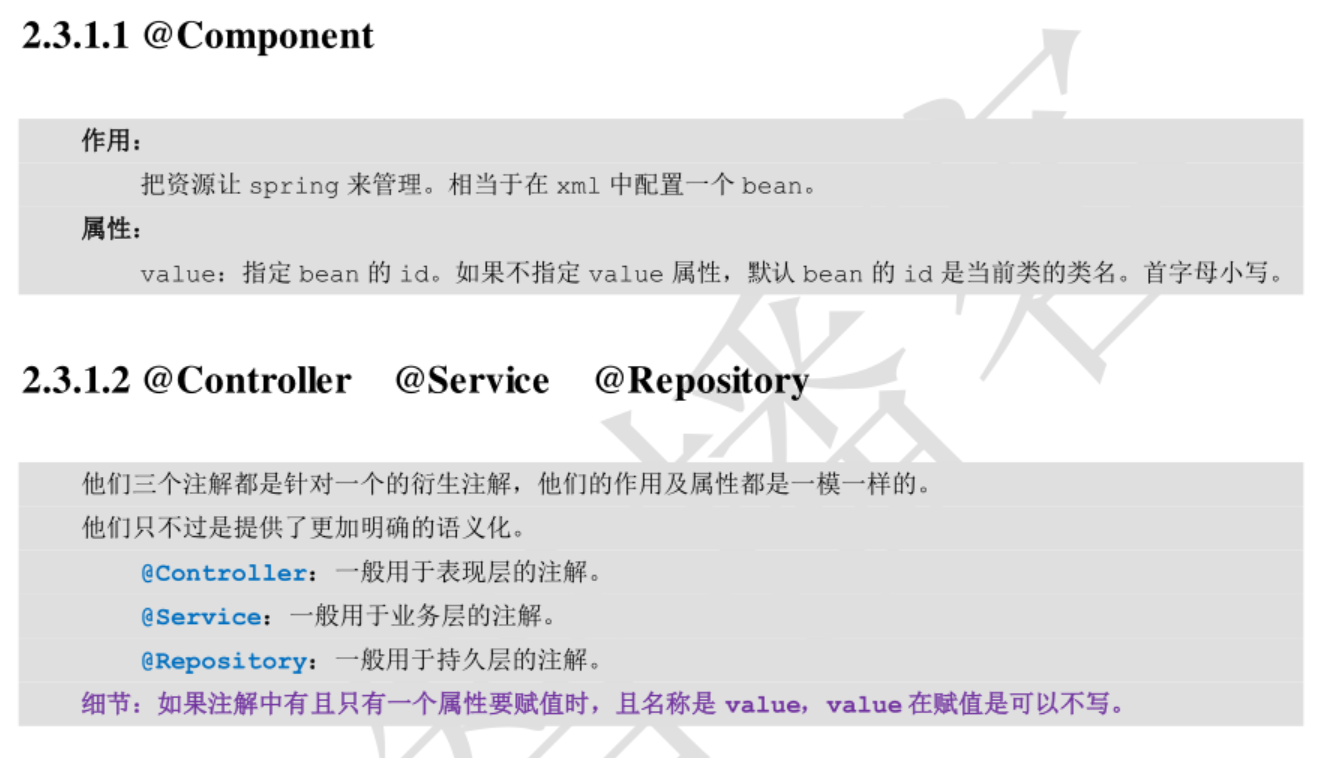 2.3.1.1 @Component
作用：
把资源让 spring 来管理。相当于在 xml 中配置一个 bean。
属性：
value：指定 bean 的 id。如果不指定 value 属性，默认 bean 的 id 是当前类的类名。首字母小写。
2.3.1.2 @Controller @Service @Repository
他们三个注解都是针对一个的衍生注解，他们的作用及属性都是一模一样的。
他们只不过是提供了更加明确的语义化。
@Controller：一般用于表现层的注解。
@Service：一般用于业务层的注解。
@Repository：一般用于持久层的注解。
细节：如果注解中有且只有一个属性要赋值时，且名称是 value，value 在赋值是可以不写。